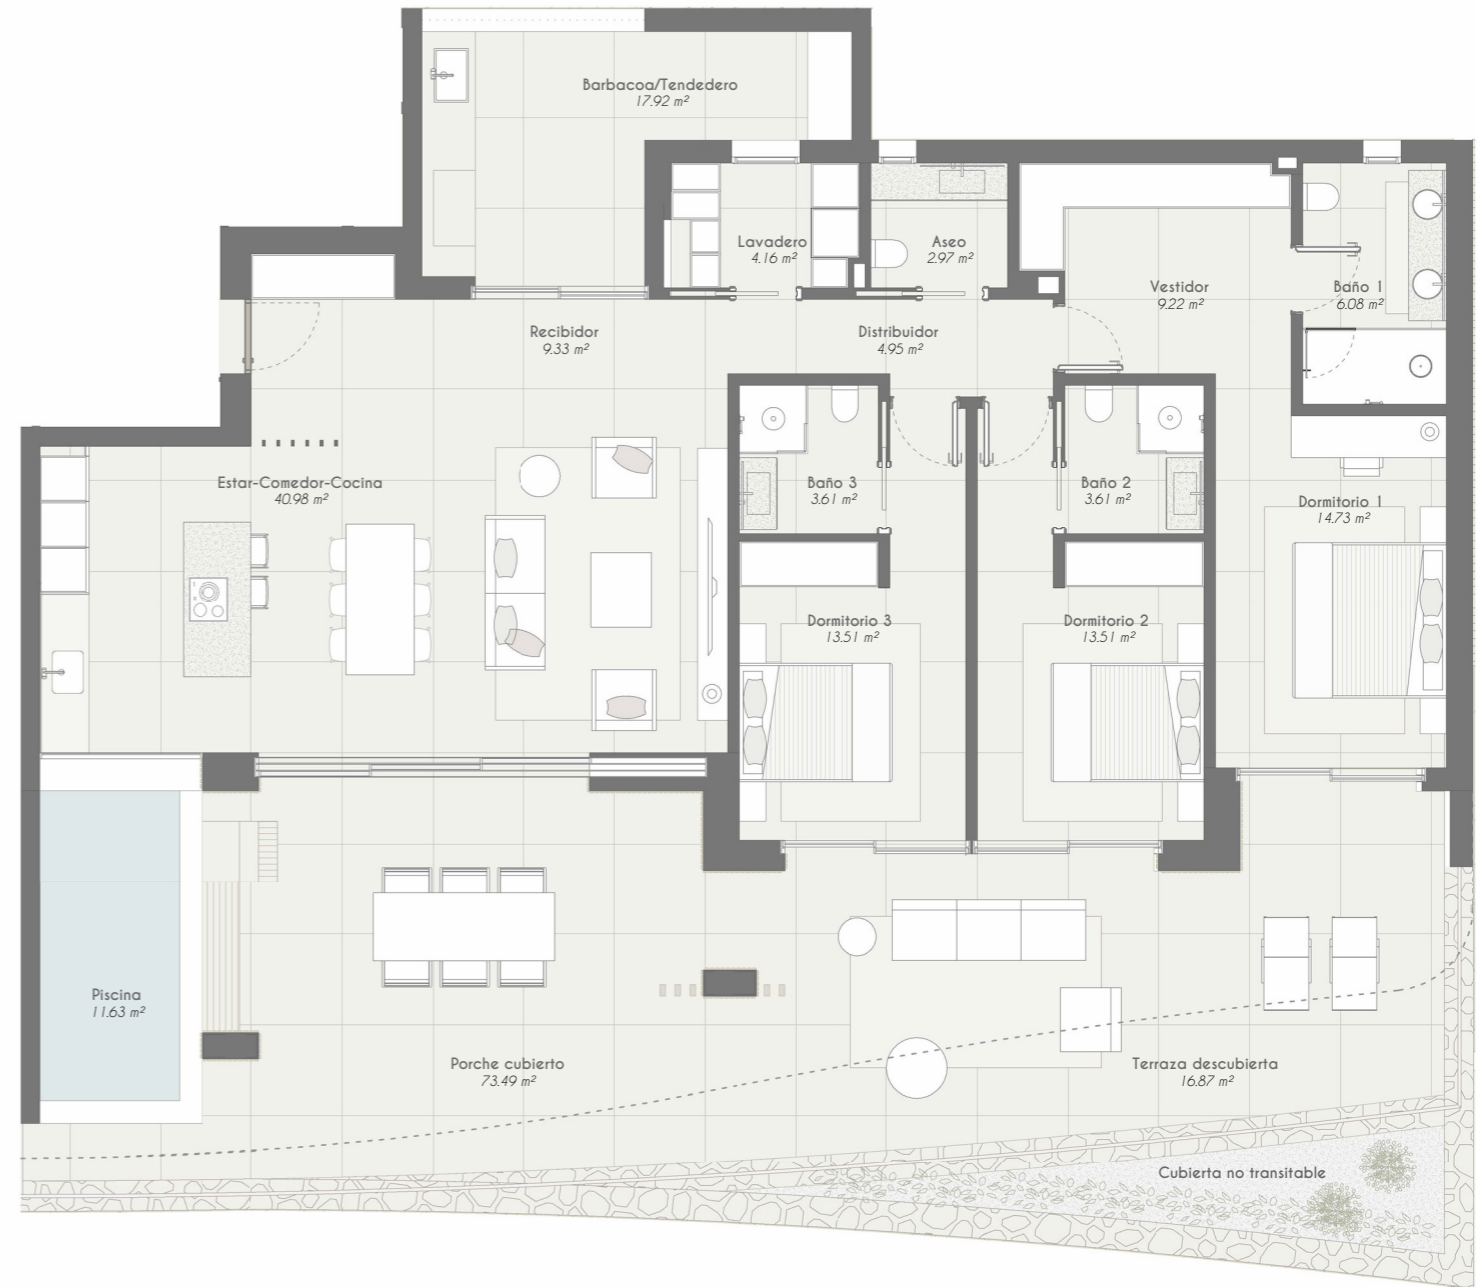 Barbacoa/Tendedero
17.92 m²
Lavadero
4.16 m²
Aseo
2.97 m²
Vestidor
9.22 m²
Baño 1
6.08 m²
Recibidor
9.33 m²
Distribuidor
4.95 m²
Estar-Comedor-Cocina
40.98 m²
Baño 3
3.61 m²
Baño 2
3.61 m²
Dormitorio 1
14.73 m²
Dormitorio 3
13.51 m²
Dormitorio 2
13.51 m²
Piscina
11.63 m²
Porche cubierto
73.49 m²
Terraza descubierta
16.87 m²
Cubierta no transitable